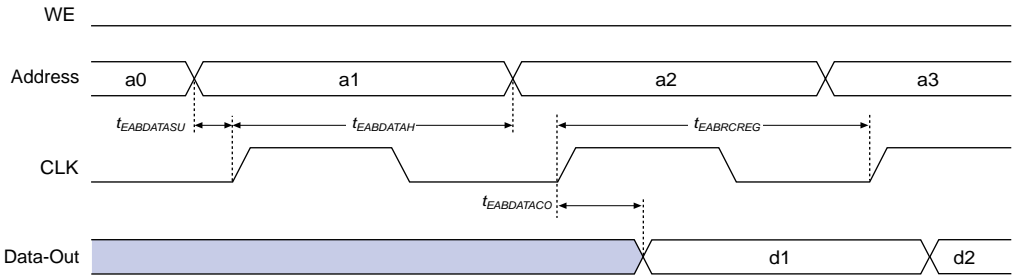 WE
Address a0 a1 a2 a3
tEABDATASU tEABDATAH tEABRCREG
CLK
tEABDATACO
Data-Out d1 d2